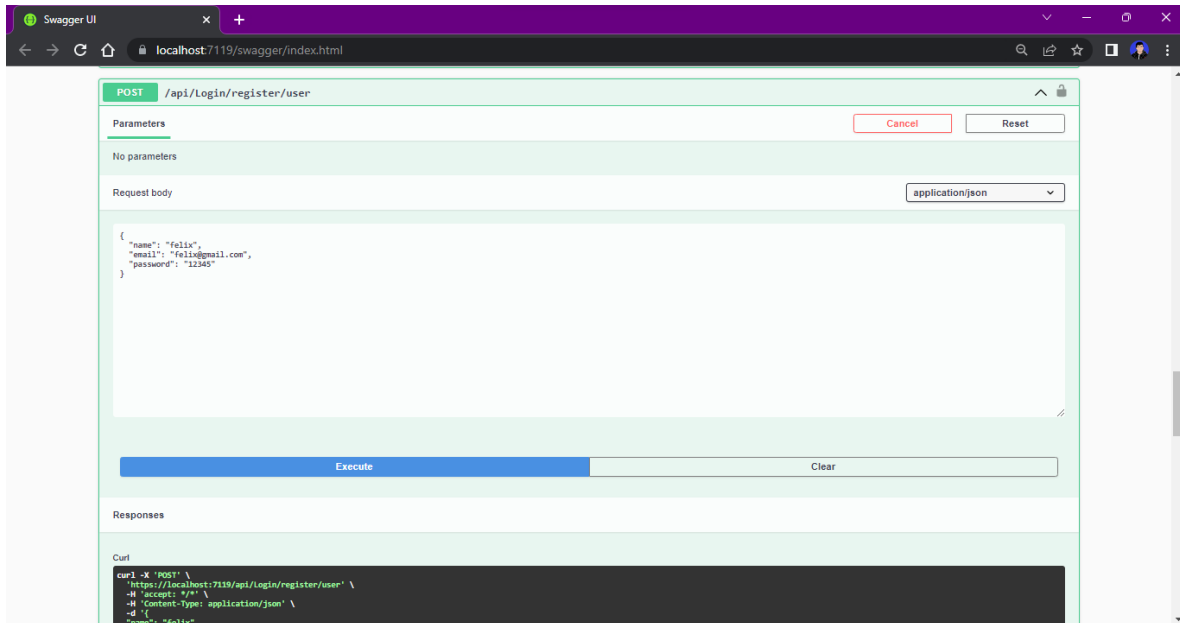 Swagger UI
localhost:7119/swagger/index.html
POST /api/Login/register/user
Parameters Cancel Reset
No parameters
Request body application/json
{
"name": "felix",
"email": "felix@gmail.com",
"password": "12345"
}
Execute Clear
Responses
Curl
curl -X 'POST' \
'https://localhost:7119/api/Login/register/user' \
-H 'accept: */*' \
-H 'Content-Type: application/json' \
-d '{
"name": "felix",